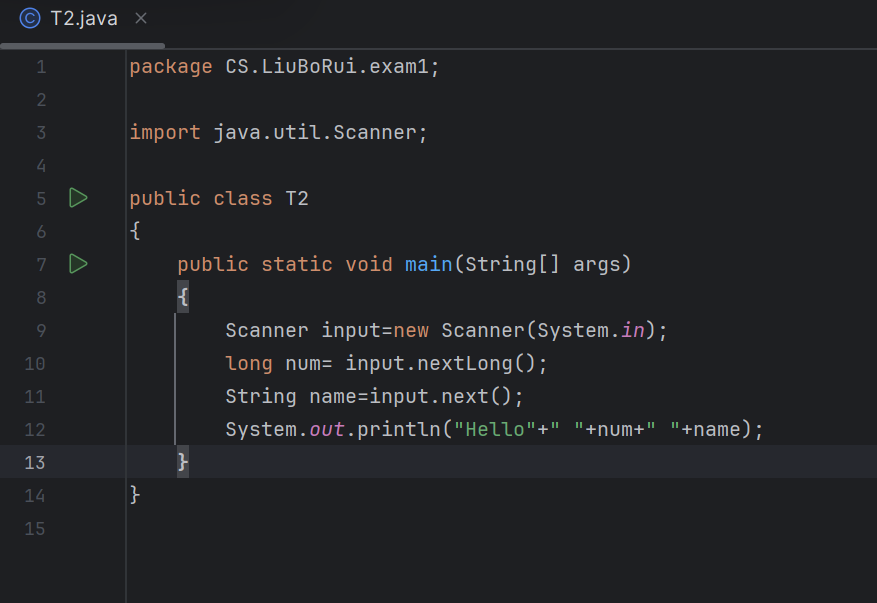 T2.java
1 package CS.LiuBoRui.exam1;
2
3 import java.util.Scanner;
4
5 public class T2
6 {
7 public static void main(String[] args)
8 {
9 Scanner input=new Scanner(System.in);
10 long num= input.nextLong();
11 String name=input.next();
12 System.out.println("Hello"+" "+num+" "+name);
13 }
14 }
15